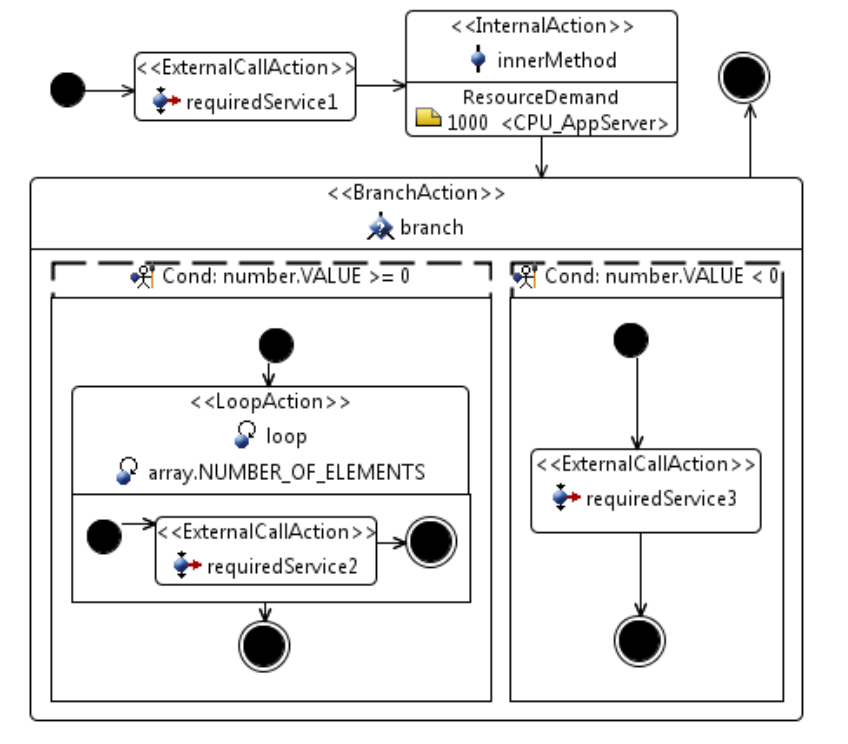 <<ExternalCallAction>>
requiredService1
<<InternalAction>>
innerMethod
ResourceDemand
1000 <CPU_AppServer>
<<BranchAction>>
branch
Cond: number.VALUE >= 0
<<LoopAction>>
loop
array.NUMBER_OF_ELEMENTS
<<ExternalCallAction>>
requiredService2
Cond: number.VALUE < 0
<<ExternalCallAction>>
requiredService3